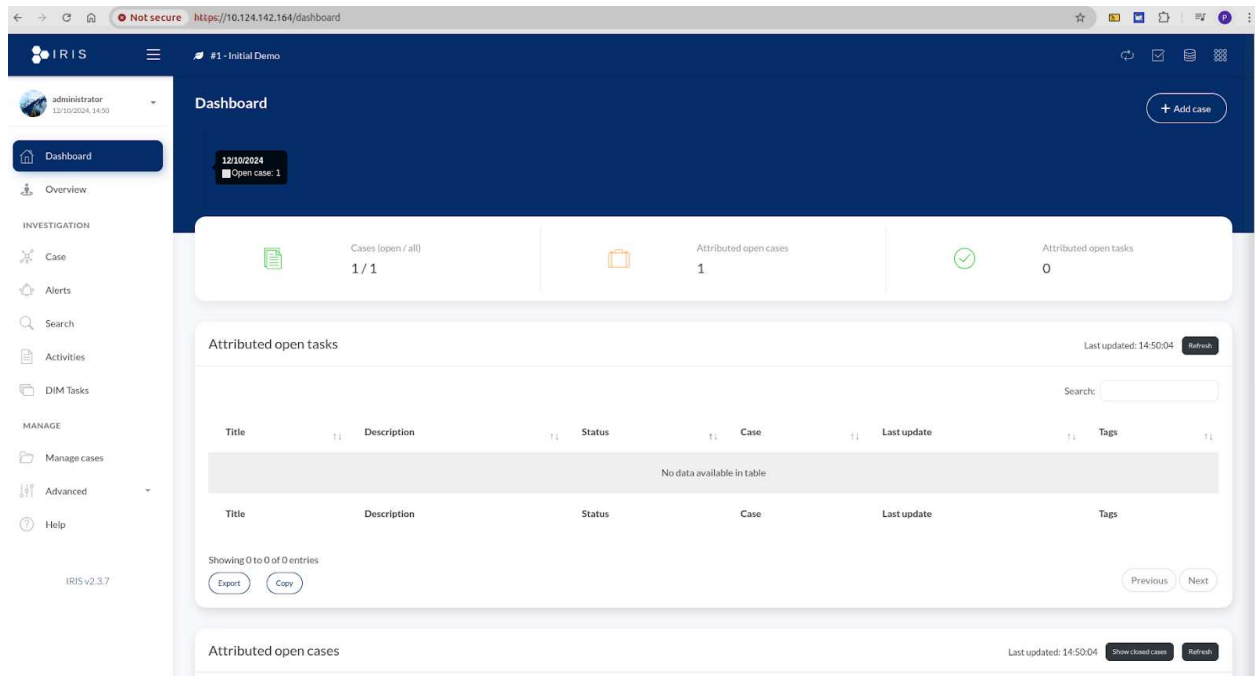 Not secure https://10.124.142.164/dashboard
P
IRIS
#1 - Initial Demo
administrator
12/10/2024, 14:50
Dashboard
+ Add case
12/10/2024
Open case: 1
Dashboard
Overview
INVESTIGATION
Case
Alerts
Search
Activities
DIM Tasks
MANAGE
Manage cases
Advanced
Help
IRIS v2.3.7
Cases (open / all)
1 / 1
Attributed open cases
1
Attributed open tasks
0
Attributed open tasks
Last updated: 14:50:04 Refresh
Search:
Title Description Status Case Last update Tags
No data available in table
Title Description Status Case Last update Tags
Showing 0 to 0 of 0 entries
Export Copy
Previous Next
Attributed open cases
Last updated: 14:50:04 Show closed cases Refresh